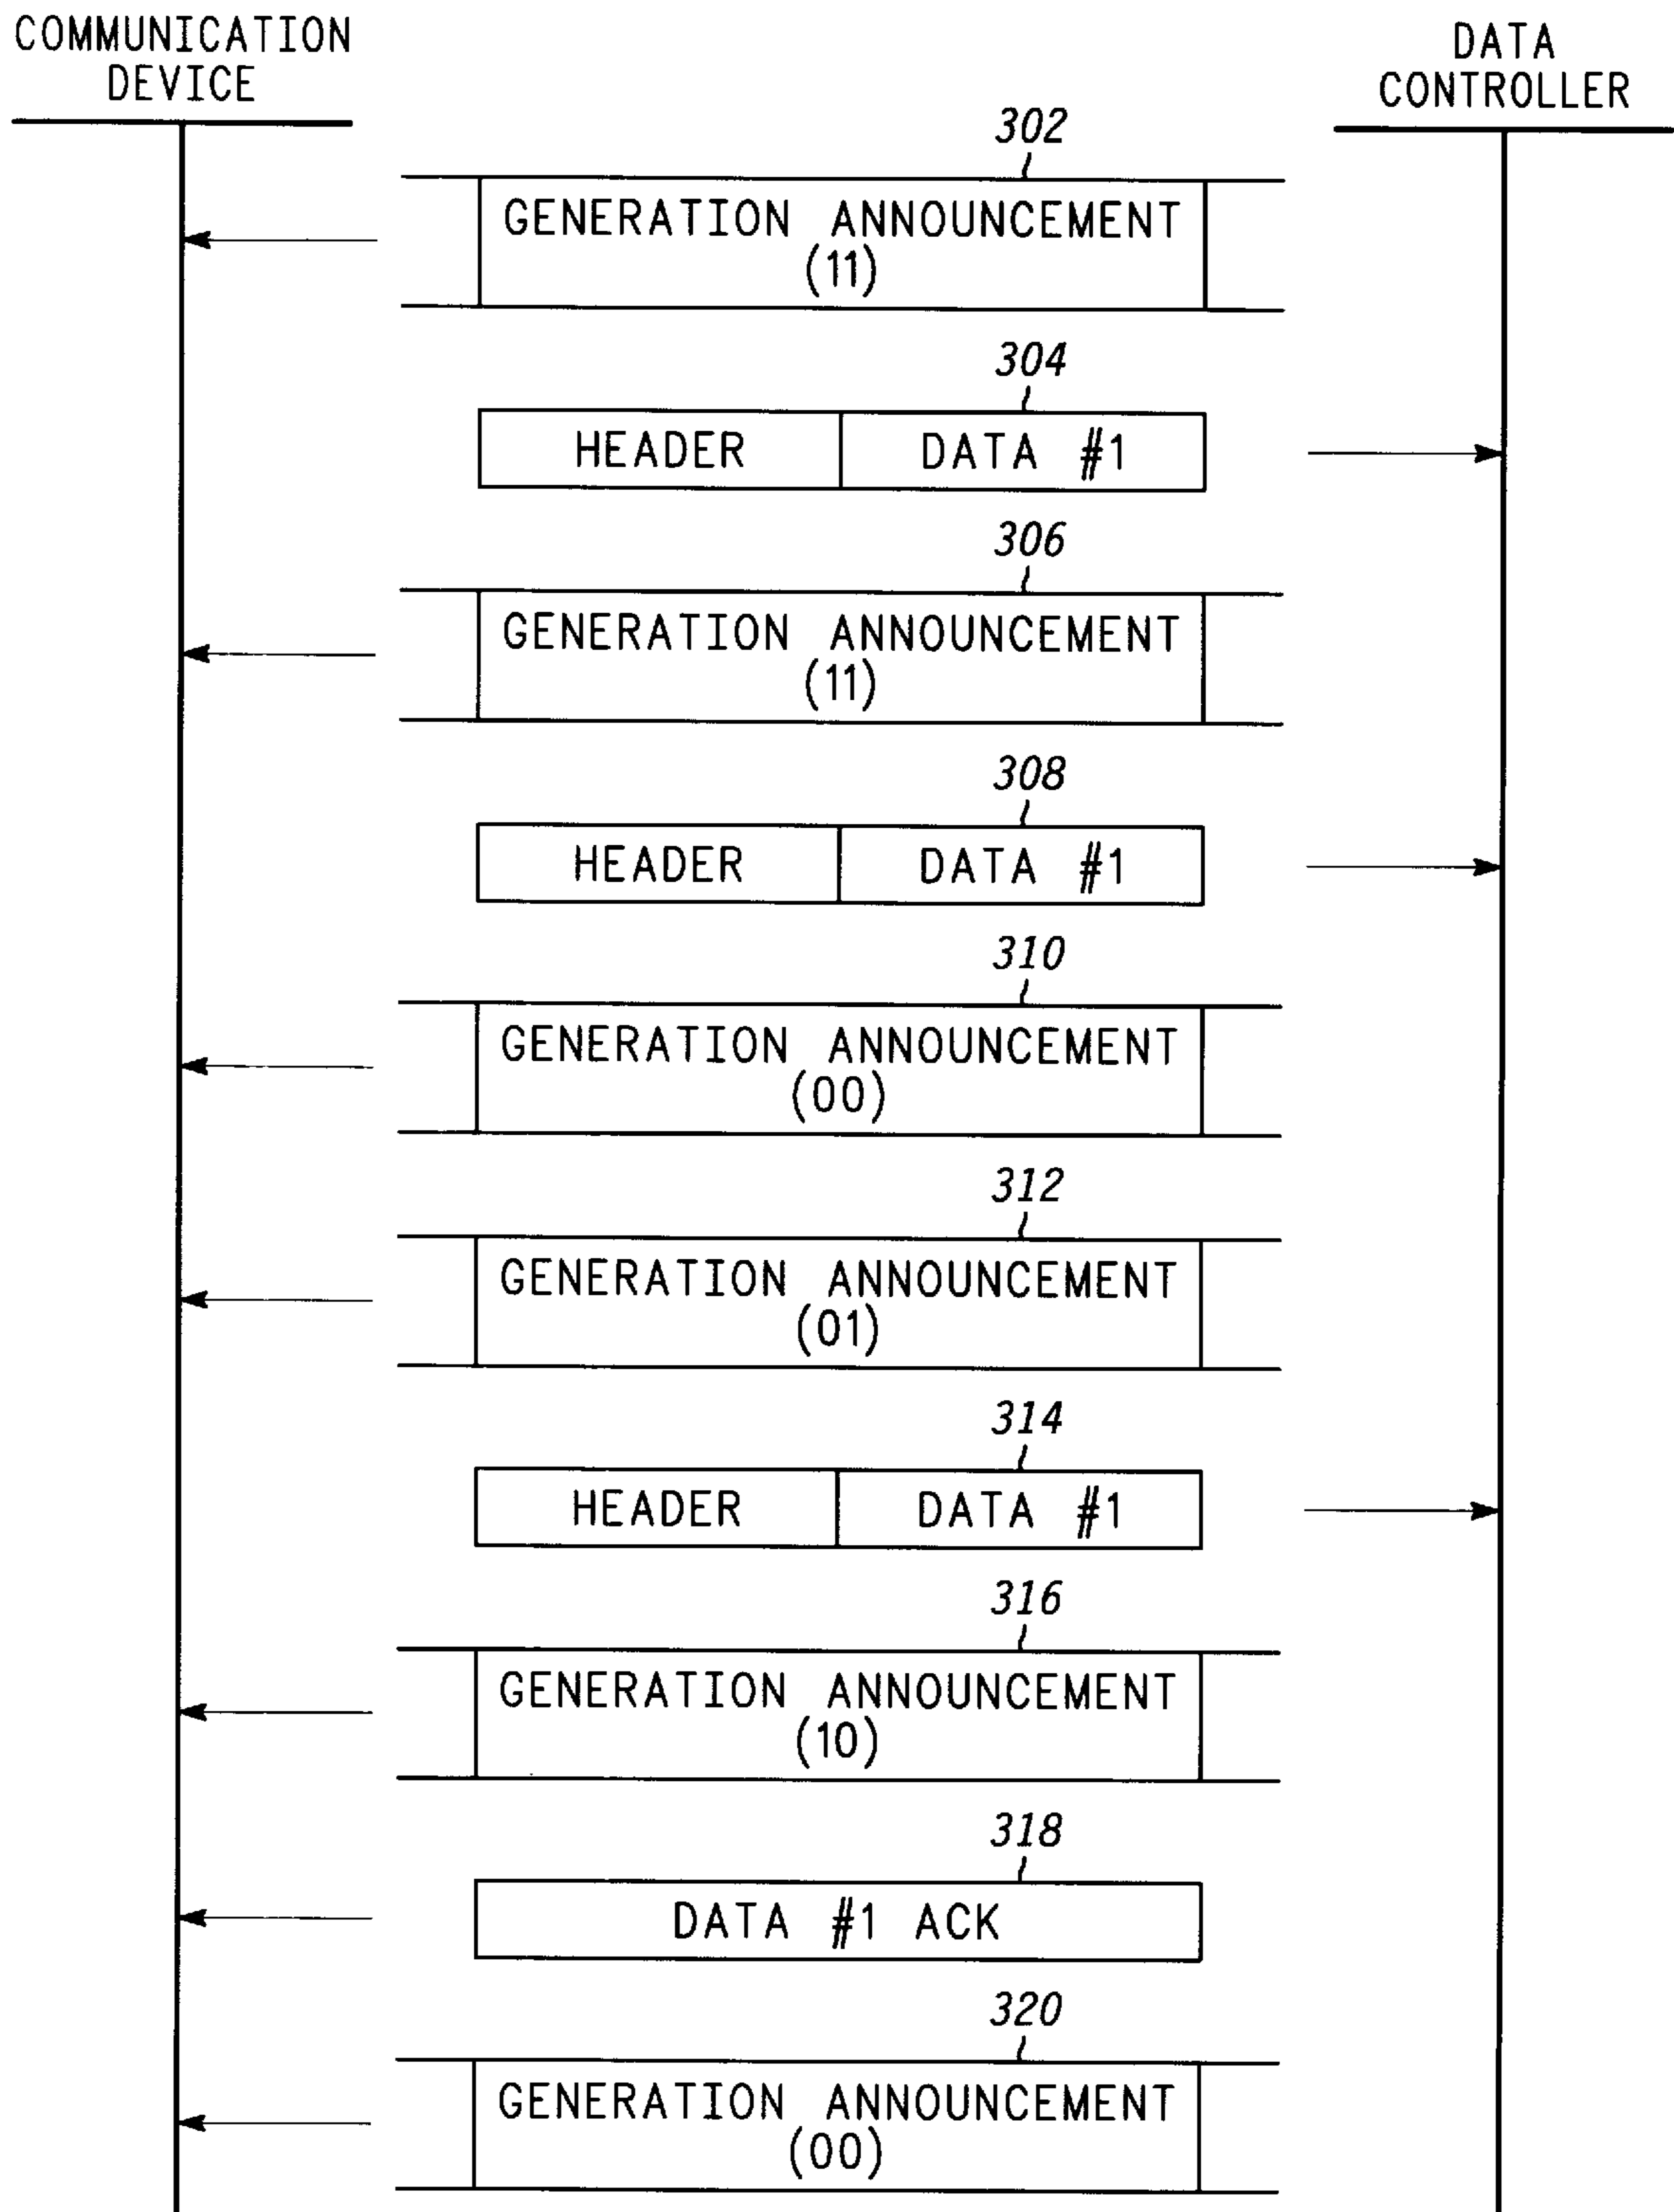 COMMUNICATION
DEVICE
DATA
CONTROLLER
302
GENERATION ANNOUNCEMENT
(11)
304
HEADER DATA #1
306
GENERATION ANNOUNCEMENT
(11)
308
HEADER DATA #1
310
GENERATION ANNOUNCEMENT
(00)
312
GENERATION ANNOUNCEMENT
(01)
314
HEADER DATA #1
316
GENERATION ANNOUNCEMENT
(10)
318
DATA #1 ACK
320
GENERATION ANNOUNCEMENT
(00)